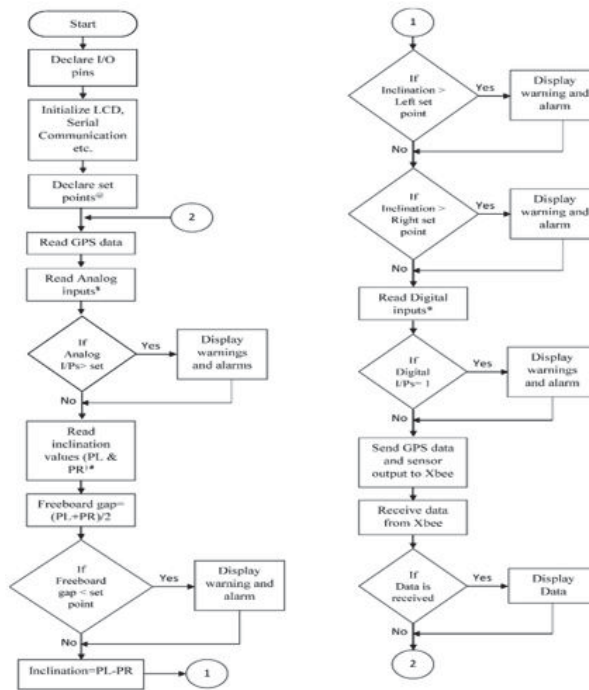 Start
Declare I/O
pins
Initialize LCD,
Serial
Communication
etc.
Declare set
points@
2
Read GPS data
Read Analog
inputs$
If
Analog
I/Ps> set
Yes
Display
warnings
and alarms
No
Read
inclination
values (PL &
PR)#
Freeboard gap=
(PL+PR)/2
If
Freeboard
gap < set
point
Yes
Display
warning and
alarm
No
Inclination=PL-PR
1
1
If
Inclination >
Left set
point
Yes
Display
warning and
alarm
No
If
Inclination >
Right set
point
Yes
Display
warning and
alarm
No
Read Digital
inputs*
If
Digital
I/Ps= 1
Yes
Display
warnings and
alarm
No
Send GPS data
and sensor
output to Xbee
Receive data
from Xbee
If
Data is
received
Yes
Display
Data
No
2